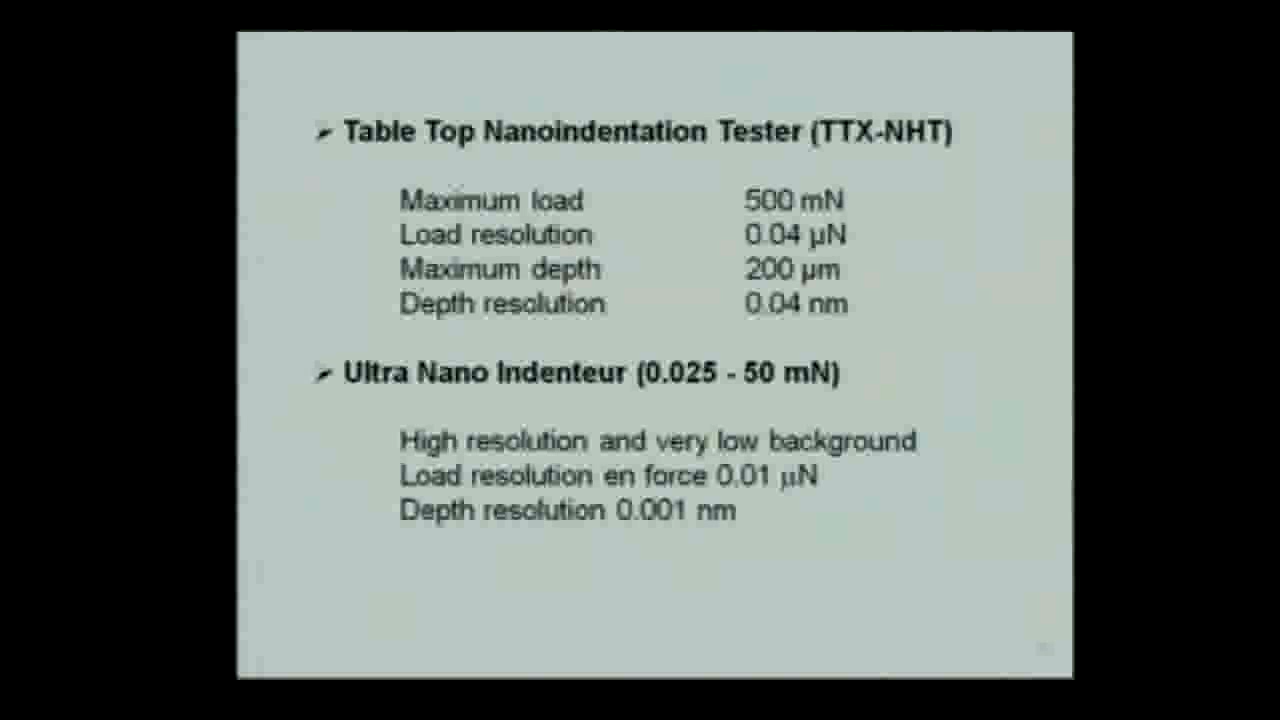 Table Top Nanoindentation Tester (TTX-NHT)
Maximum load 500 mN
Load resolution 0.04 µN
Maximum depth 200 µm
Depth resolution 0.04 nm
Ultra Nano Indenteur (0.025 - 50 mN)
High resolution and very low background
Load resolution en force 0.01 µN
Depth resolution 0.001 nm